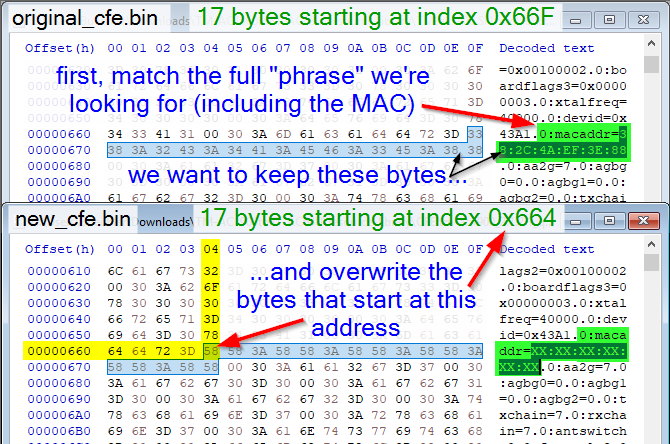 original_cfe.bin 17 bytes starting at index 0x66F
Offset(h) 00 01 02 03 04 05 06 07 08 09 0A 0B 0C 0D 0E 0F Decoded text
first, match the full "phrase" we're
looking for (including the MAC)
62 6F =0x00100002.0:bo
ardflags3=0x0000
0003.0:xtalfreq=
40000.0:devid=0x
00000660 34 33 41 31 00 30 3A 6D 61 63 61 64 64 72 3D 33 43A1.0:macaddr=3
00000670 38 3A 32 43 3A 34 41 3A 45 46 3A 33 45 3A 38 38 8:2C:4A:EF:3E:88
we want to keep these bytes...
.0:aa2g=7.0:agbg
0=0.0:agbg1=0.0:
61 67 62 67 32 3D 30 00 30 3A 74 78 63 68 61 69 agbg2=0.0:txchai
new_cfe.bin ownloads\ 17 bytes starting at index 0x664
Offset(h) 00 01 02 03 04 05 06 07 08 09 0A 0B 0C 0D 0E 0F Decoded text
00000610 6C 61 67 73 32 3D lags2=0x00100002
00000620 00 30 3A 62 6F .0:boardflags3=0
78 30 30 30 30 x00000003.0:xtal
66 72 65 71 3D freq=40000.0:dev
69 64 3D 30 78 id=0x43A1.0:maca
...and overwrite the
bytes that start at this
address
00000660 64 64 72 3D 58 58 3A 58 58 3A 58 58 3A 58 58 3A ddr=XX:XX:XX:XX:
00000670 58 58 3A 58 58 00 30 3A 61 61 32 67 3D 37 00 30 XX:XX.0:aa2g=7.0
00000680 3A 61 67 62 67 30 3D 30 00 30 3A 61 67 62 67 31 :agbg0=0.0:agbg1
00000690 3D 30 00 30 3A 61 67 62 67 32 3D 30 00 30 3A 74 =0.0:agbg2=0.0:t
000006A0 78 63 68 61 69 6E 3D 37 00 30 3A 72 78 63 68 61 xchain=7.0:rxcha
000006B0 69 6E 3D 37 00 30 3A 61 6E 74 73 77 69 74 63 68 in=7.0:antswitch